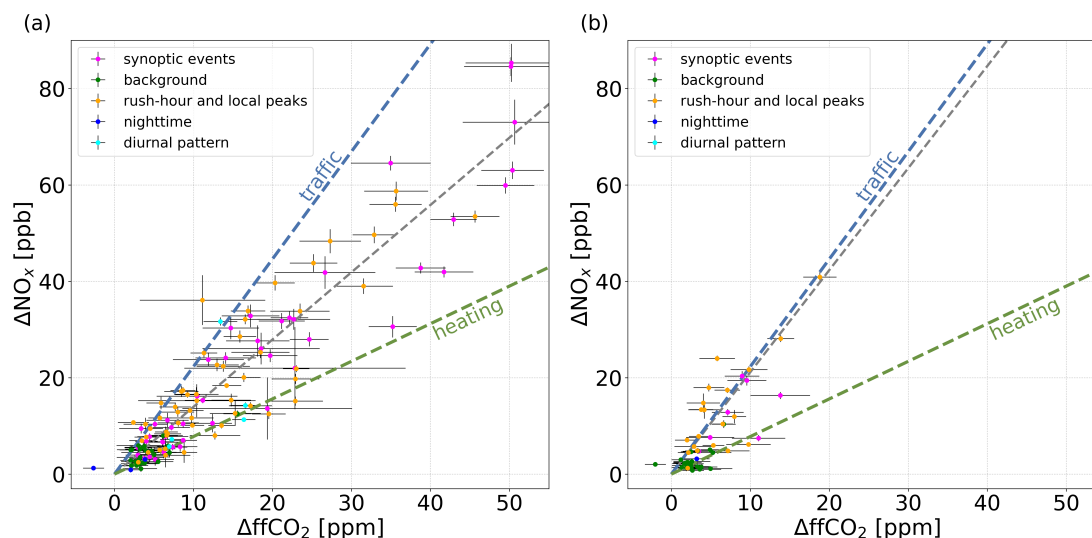 (a)
synoptic events
background
rush-hour and local peaks
nighttime
diurnal pattern
traffic
heating
80
60
40
20
0
ΔNOₓ [ppb]
0 10 20 30 40 50
ΔffCO₂ [ppm]
(b)
synoptic events
background
rush-hour and local peaks
nighttime
diurnal pattern
traffic
heating
80
60
40
20
0
ΔNOₓ [ppb]
0 10 20 30 40 50
ΔffCO₂ [ppm]